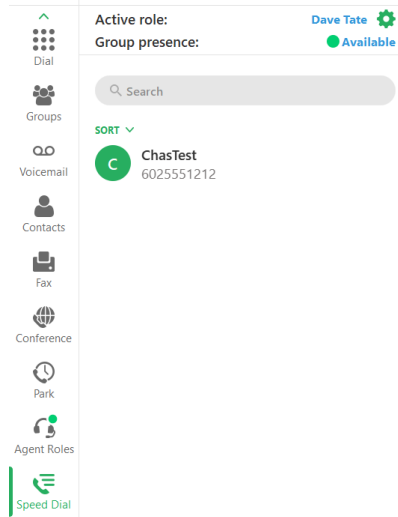 Active role: Dave Tate
Group presence: Available
Dial
Groups
Voicemail
Contacts
Fax
Conference
Park
Agent Roles
Speed Dial
Search
SORT
C
ChasTest
6025551212